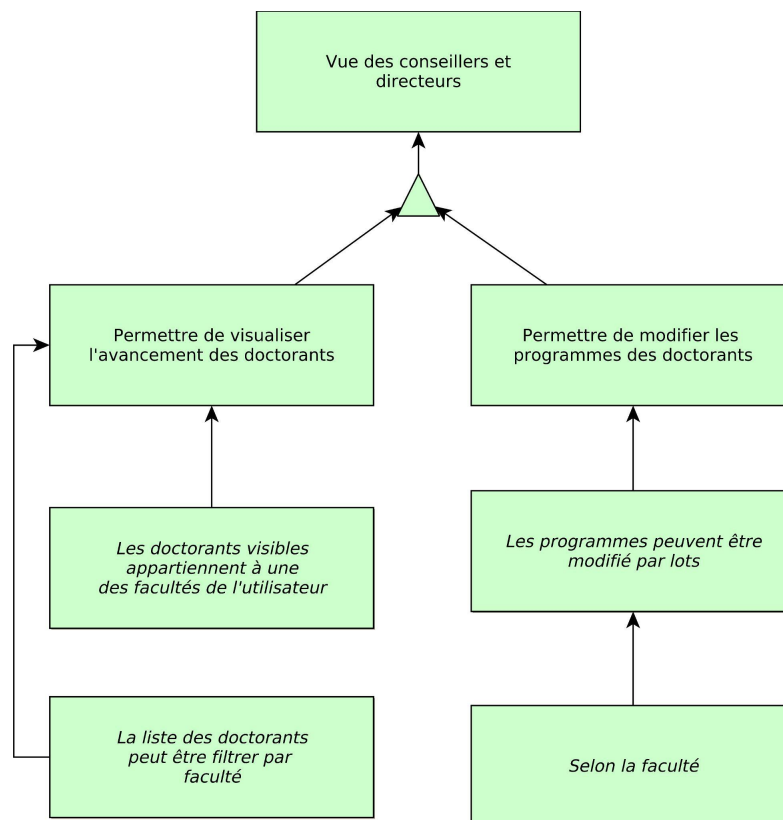 Vue des conseillers et
directeurs
Permettre de visualiser
l'avancement des doctorants
Permettre de modifier les
programmes des doctorants
Les doctorants visibles
appartiennent à une
des facultés de l'utilisateur
Les programmes peuvent être
modifié par lots
La liste des doctorants
peut être filtrer par
faculté
Selon la faculté